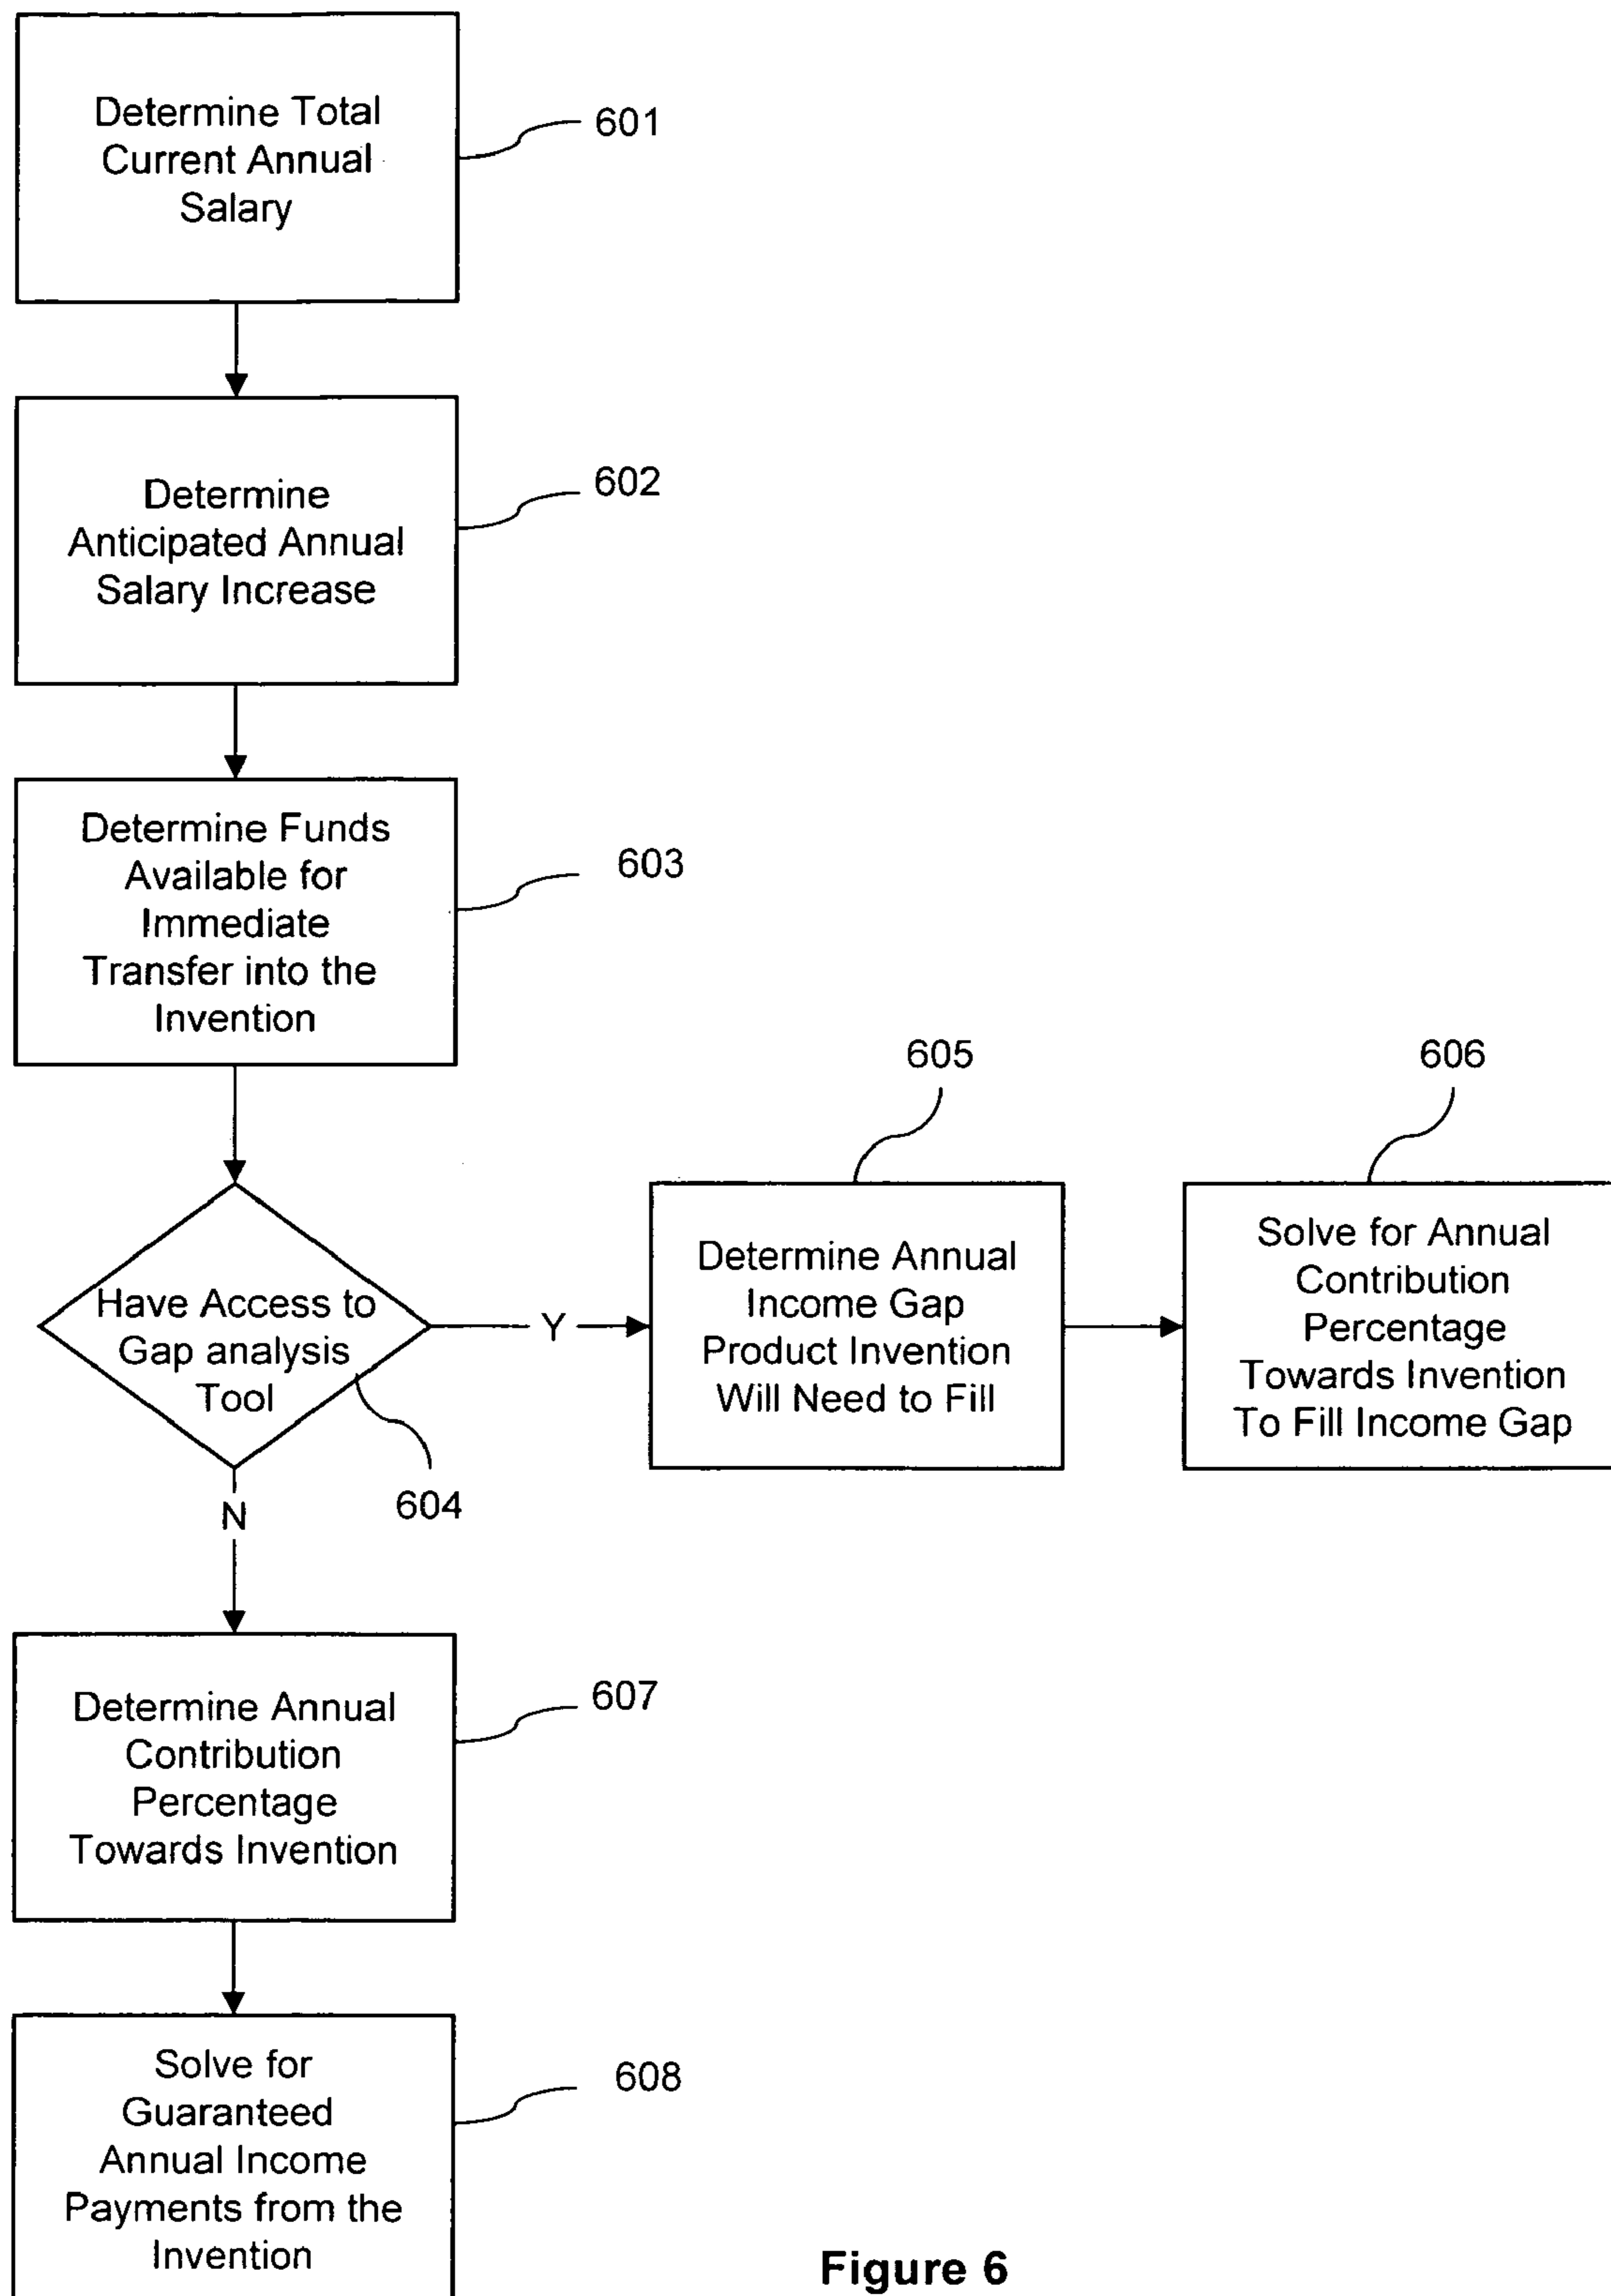 Determine Total
Current Annual
Salary
601
Determine
Anticipated Annual
Salary Increase
602
Determine Funds
Available for
Immediate
Transfer into the
Invention
603
Have Access to
Gap analysis
Tool
604
Y
N
605
Determine Annual
Income Gap
Product Invention
Will Need to Fill
606
Solve for Annual
Contribution
Percentage
Towards Invention
To Fill Income Gap
Determine Annual
Contribution
Percentage
Towards Invention
607
Solve for
Guaranteed
Annual Income
Payments from the
Invention
608
Figure 6